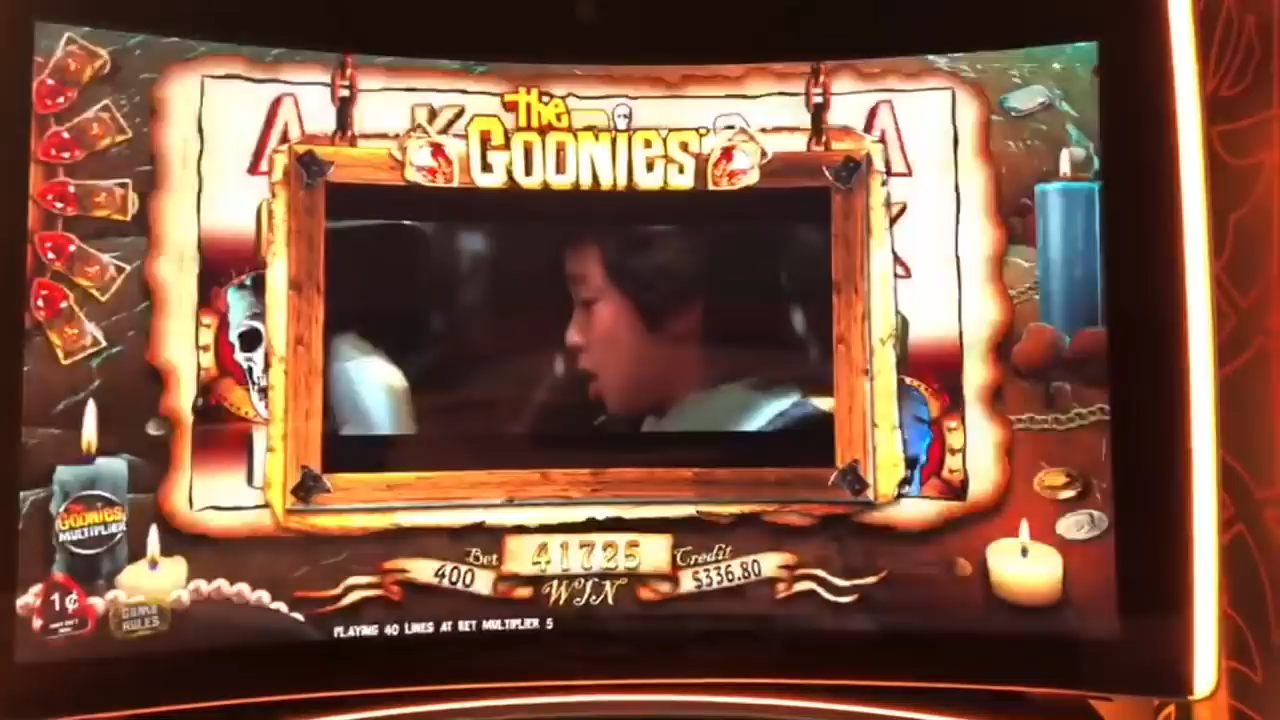 A K A
the
GOONiES
K
THE
GOONIES
MULTIPLIER
Bet 41725 Credit
400 WIN $336.80
1¢
GAME
RULES
PLAYING 40 LINES AT BET MULTIPLIER 5